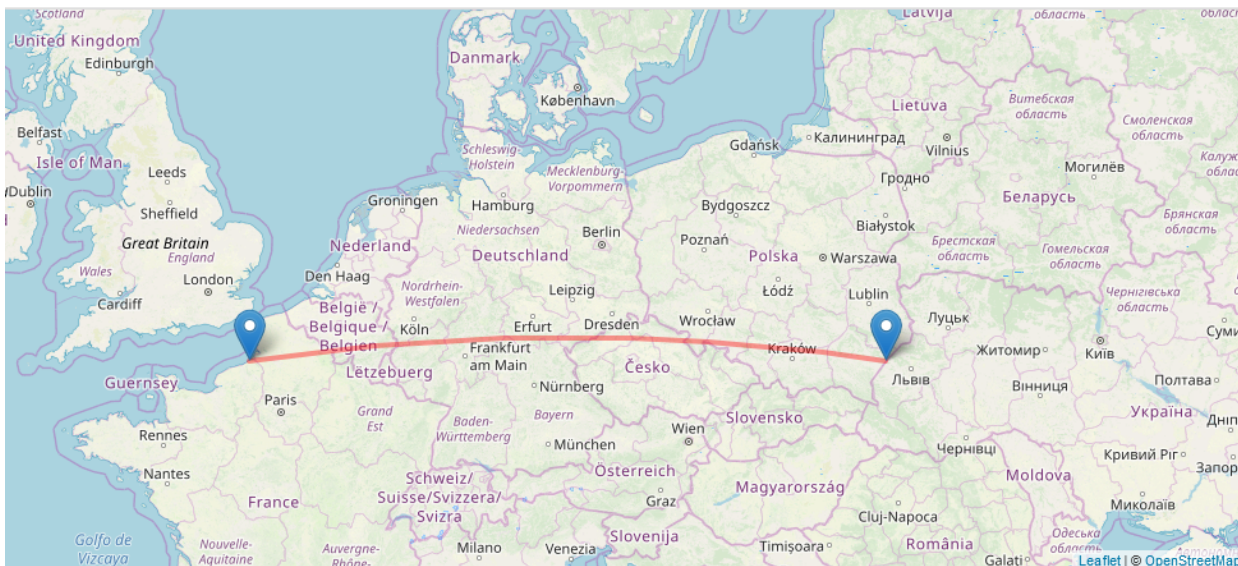 Scotland
United Kingdom
Edinburgh
Belfast
Isle of Man
Dublin
Leeds
Sheffield
Great Britain
England
Wales
London
Cardiff
Guernsey
Danmark
København
Schleswig-
Holstein
Mecklenburg-
Vorpommern
Groningen
Hamburg
Niedersachsen
Nederland
Den Haag
Deutschland
Berlin
Nordrhein-
Westfalen
België /
Belgique /
Belgien
Köln
Leipzig
Erfurt
Dresden
Frankfurt
am Main
Lëtzebuerg
Nürnberg
Paris
Grand
Est
Baden-
Württemberg
Bayern
München
Rennes
Nantes
France
Schweiz/
Suisse/Svizzera/
Svizra
Österreich
Wien
Graz
Golfo de
Vizcaya
Nouvelle-
Aquitaine
Auvergne-
Rhône-
Milano
Venezia
Slovenija
Latvija
Lietuva
Vilnius
Калининград
Gdańsk
Гродно
Bydgoszcz
Białystok
Poznań
Polska
Warszawa
Łódź
Lublin
Wrocław
Kraków
Česko
Slovensko
Magyarország
Timișoara
Cluj-Napoca
România
Galați
Витебская
область
Смоленская
область
Могилёв
Беларусь
Брянская
область
Брестская
область
Гомельская
область
Чернігівська
область
Луцьк
Житомир
Київ
Львів
Вінниця
Полтава
Україна
Чернівці
Кривий Ріг
Moldova
Миколаїв
Одеська
область
Leaflet | © OpenStreetMap